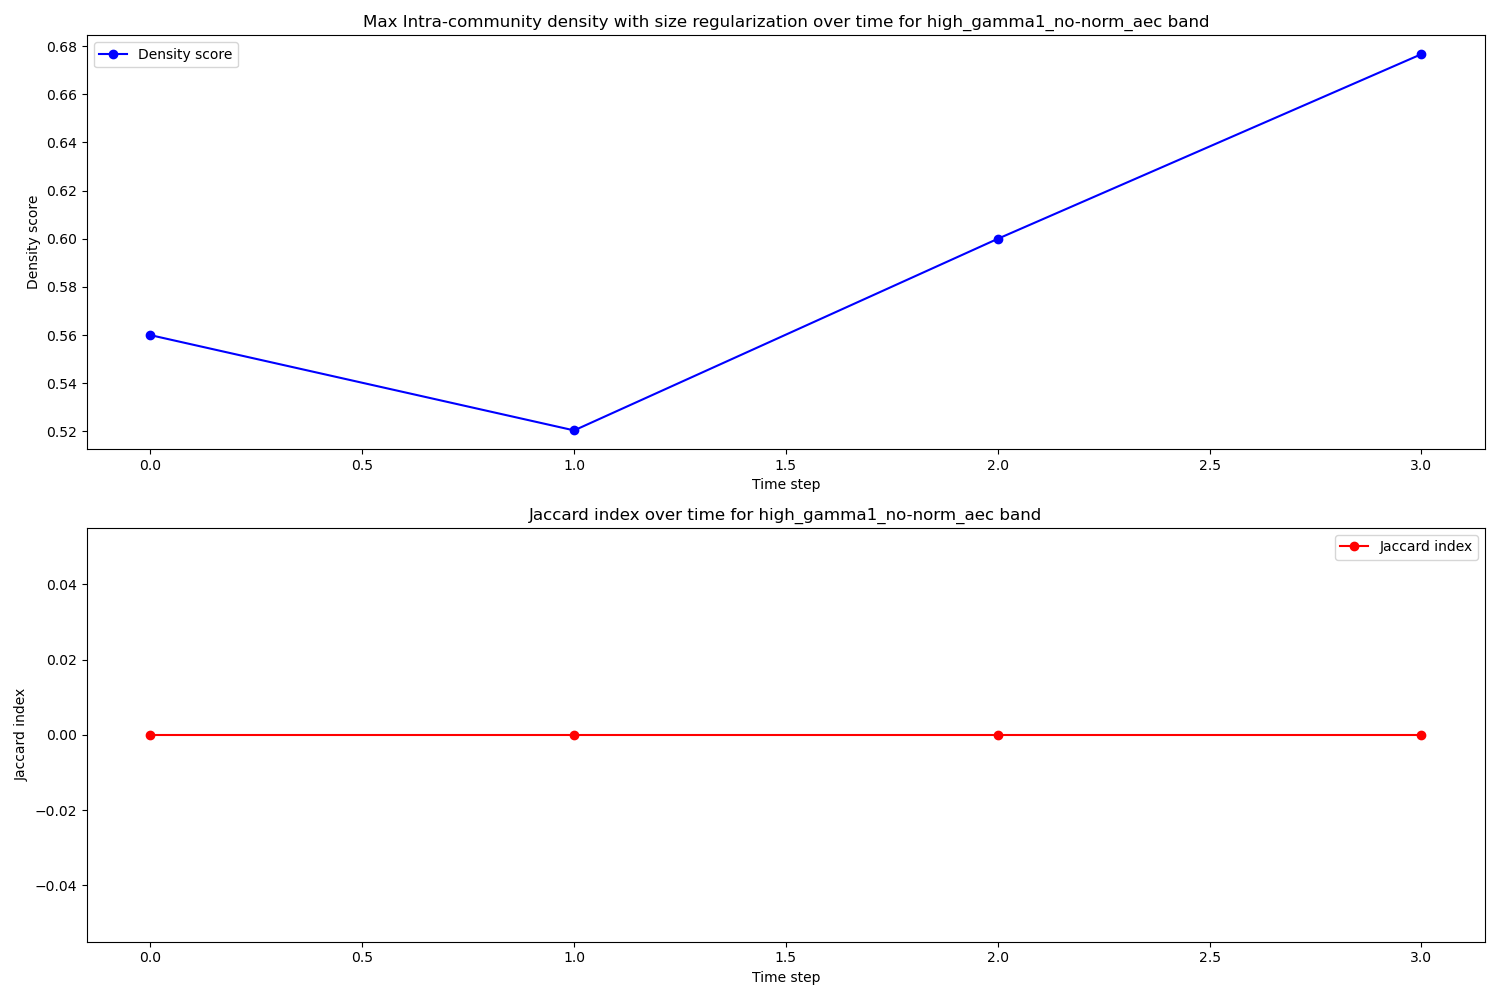 Max Intra-community density with size regularization over time for high_gamma1_no-norm_aec band
Density score
0.68
0.66
0.64
0.62
0.60
0.58
0.56
0.54
0.52
Density score
0.0 0.5 1.0 1.5 2.0 2.5 3.0
Time step
Jaccard index over time for high_gamma1_no-norm_aec band
Jaccard index
0.04
0.02
0.00
−0.02
−0.04
Jaccard index
0.0 0.5 1.0 1.5 2.0 2.5 3.0
Time step